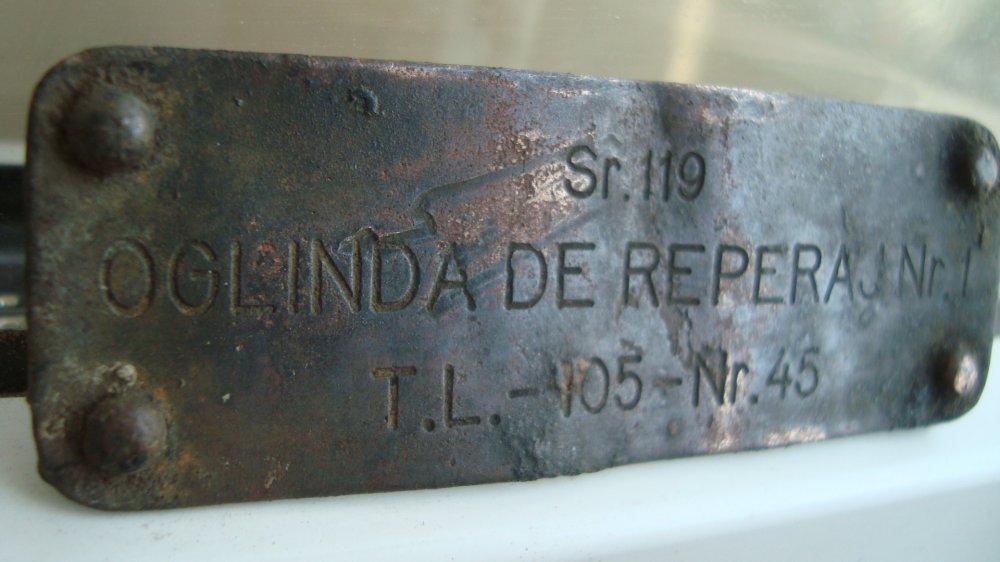 Sr. 119
OGLINDA DE REPERAJ Nr. 1
T.L. - 105 - Nr. 45